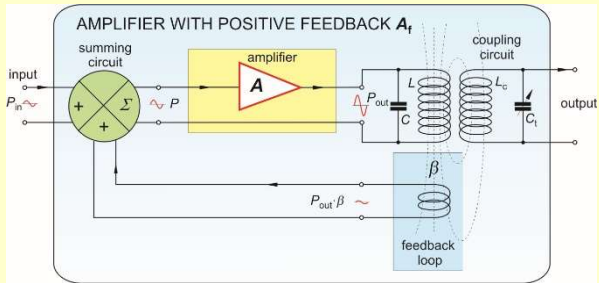 AMPLIFIER WITH POSITIVE FEEDBACK Af
summing
circuit
amplifier
coupling
circuit
input
Pin
+ Σ
+
P
A
Pout
L
Lc
C
Ct
output
β
Pout·β
feedback
loop